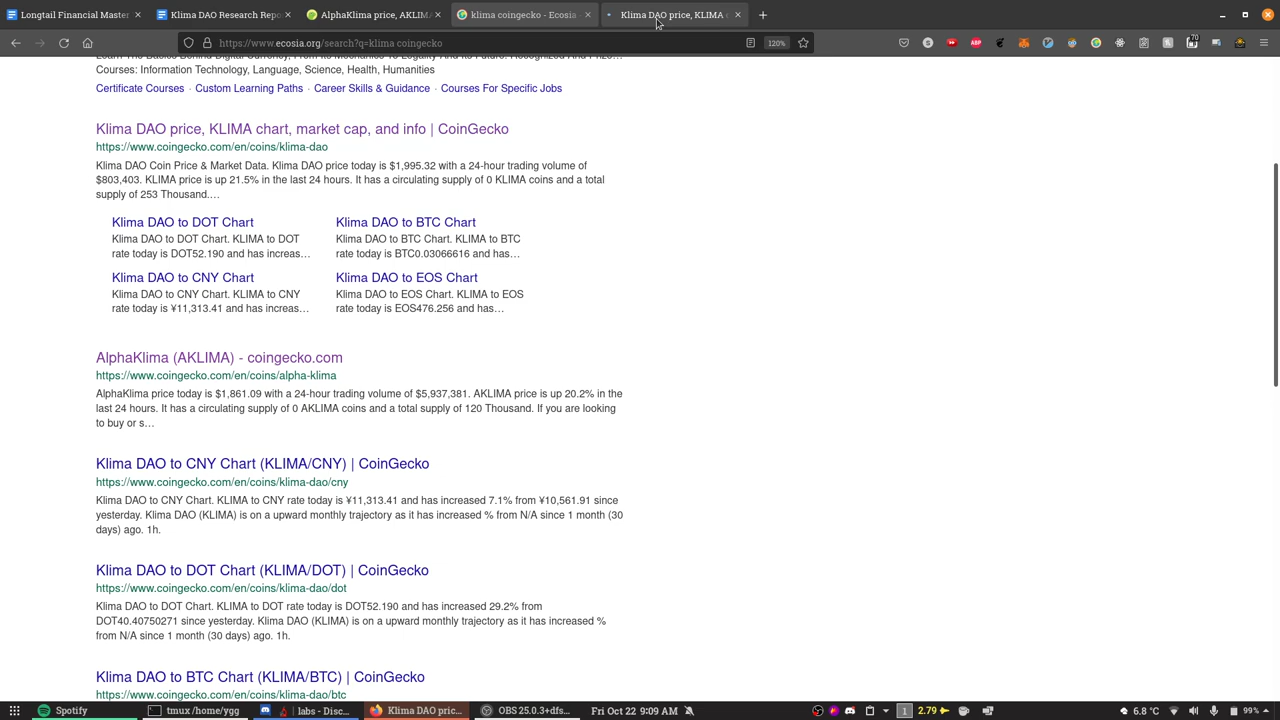 Longtail Financial Master
Klima DAO Research Repo
AlphaKlima price, AKLIMA
klima coingecko - Ecosia
Klima DAO price, KLIMA c
https://www.ecosia.org/search?q=klima coingecko
120%
70
Courses: Information Technology, Language, Science, Health, Humanities
Certificate Courses · Custom Learning Paths · Career Skills & Guidance · Courses For Specific Jobs
Klima DAO price, KLIMA chart, market cap, and info | CoinGecko
https://www.coingecko.com/en/coins/klima-dao
Klima DAO Coin Price & Market Data. Klima DAO price today is $1,995.32 with a 24-hour trading volume of
$803,403. KLIMA price is up 21.5% in the last 24 hours. It has a circulating supply of 0 KLIMA coins and a total
supply of 253 Thousand....
Klima DAO to DOT Chart
Klima DAO to DOT Chart. KLIMA to DOT
rate today is DOT52.190 and has increas...
Klima DAO to BTC Chart
Klima DAO to BTC Chart. KLIMA to BTC
rate today is BTC0.03066616 and has...
Klima DAO to CNY Chart
Klima DAO to CNY Chart. KLIMA to CNY
rate today is ¥11,313.41 and has increas...
Klima DAO to EOS Chart
Klima DAO to EOS Chart. KLIMA to EOS
rate today is EOS476.256 and has...
AlphaKlima (AKLIMA) - coingecko.com
https://www.coingecko.com/en/coins/alpha-klima
AlphaKlima price today is $1,861.09 with a 24-hour trading volume of $5,937,381. AKLIMA price is up 20.2% in the
last 24 hours. It has a circulating supply of 0 AKLIMA coins and a total supply of 120 Thousand. If you are looking
to buy or s...
Klima DAO to CNY Chart (KLIMA/CNY) | CoinGecko
https://www.coingecko.com/en/coins/klima-dao/cny
Klima DAO to CNY Chart. KLIMA to CNY rate today is ¥11,313.41 and has increased 7.1% from ¥10,561.91 since
yesterday. Klima DAO (KLIMA) is on a upward monthly trajectory as it has increased % from N/A since 1 month (30
days) ago. 1h.
Klima DAO to DOT Chart (KLIMA/DOT) | CoinGecko
https://www.coingecko.com/en/coins/klima-dao/dot
Klima DAO to DOT Chart. KLIMA to DOT rate today is DOT52.190 and has increased 29.2% from
DOT40.40750271 since yesterday. Klima DAO (KLIMA) is on a upward monthly trajectory as it has increased %
from N/A since 1 month (30 days) ago. 1h.
Klima DAO to BTC Chart (KLIMA/BTC) | CoinGecko
https://www.coingecko.com/en/coins/klima-dao/btc
Spotify
tmux /home/ygg
| labs - Disc...
Klima DAO pric...
OBS 25.0.3+dfs...
Fri Oct 22, 9:09 AM
1
2.79
6.8 °C
99%